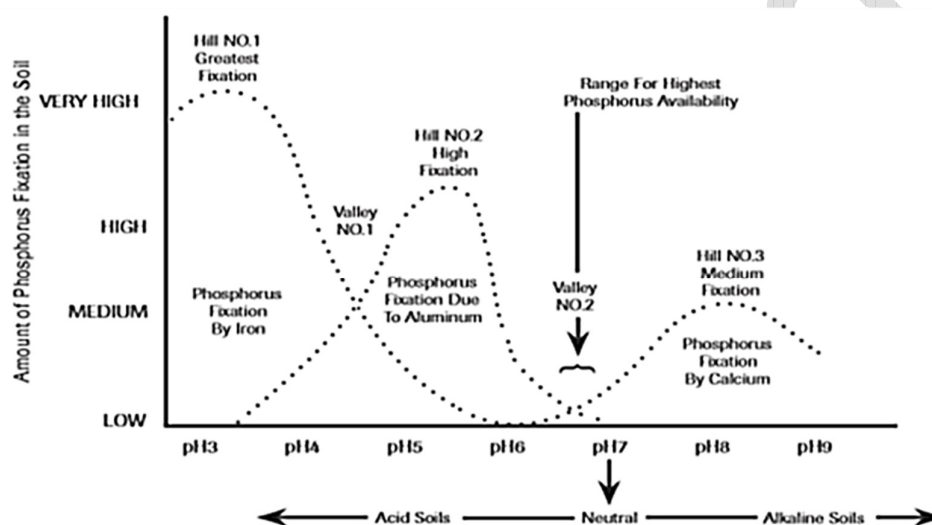 Hill NO.1
Greatest
Fixation
Amount of Phosphorus Fixation in the Soil
VERY HIGH
HIGH
MEDIUM
LOW
Range For Highest
Phosphorus Availability
Hill NO.2
High
Fixation
Valley
NO.1
Phosphorus
Fixation
By Iron
Phosphorus
Fixation Due
To Aluminum
Valley
NO.2
Hill NO.3
Medium
Fixation
Phosphorus
Fixation
By Calcium
pH3 pH4 pH5 pH6 pH7 pH8 pH9
Acid Soils Neutral Alkaline Soils